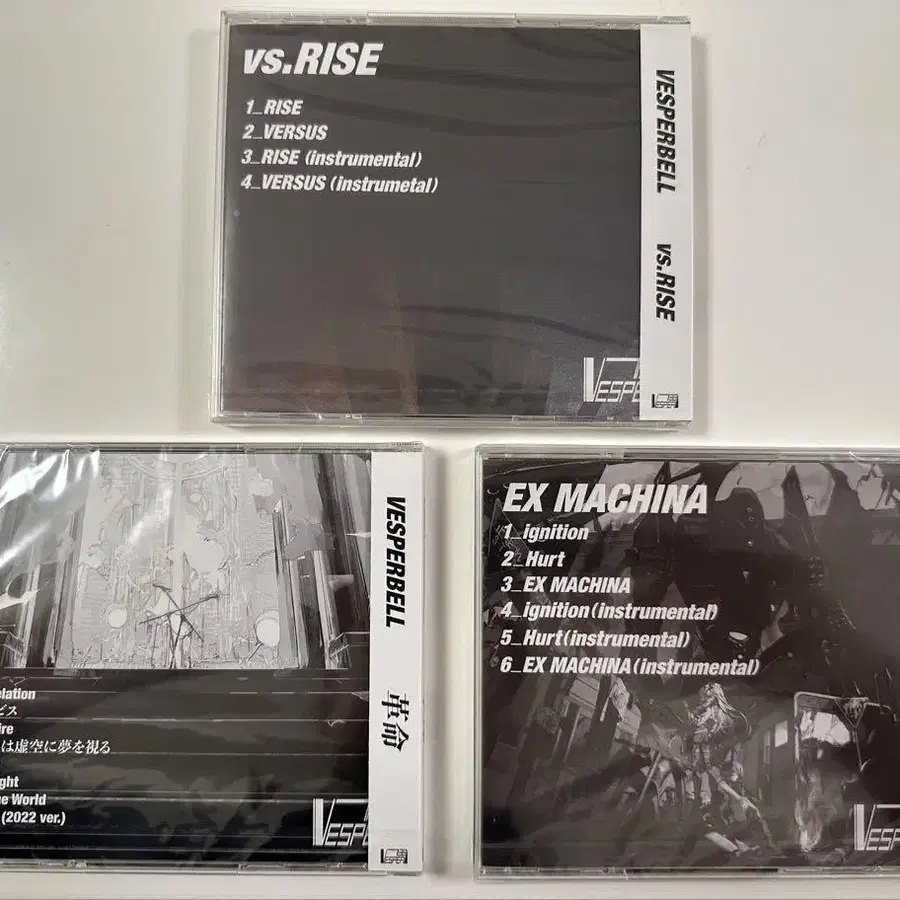 vs.RISE
1_RISE
2_VERSUS
3_RISE (instrumental)
4_VERSUS (instrumetal)
VESPERBELL
vs.RISE
VESPERBELL
革命
elation
ビス
ire
は虚空に夢を視る
ght
e World
(2022 ver.)
VESPE
EX MACHINA
1_ignition
2_Hurt
3_EX MACHINA
4_ignition(instrumental)
5_Hurt(instrumental)
6_EX MACHINA(instrumental)
VESPE